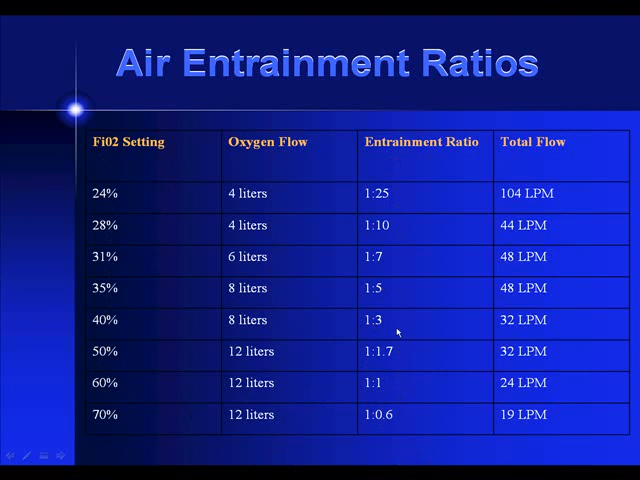 Air Entrainment Ratios
Fi02 Setting Oxygen Flow Entrainment Ratio Total Flow
24% 4 liters 1:25 104 LPM
28% 4 liters 1:10 44 LPM
31% 6 liters 1:7 48 LPM
35% 8 liters 1:5 48 LPM
40% 8 liters 1:3 32 LPM
50% 12 liters 1:1.7 32 LPM
60% 12 liters 1:1 24 LPM
70% 12 liters 1:0.6 19 LPM